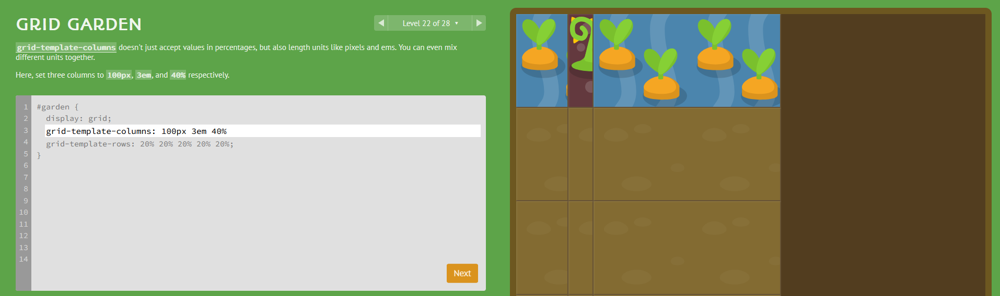 GRID GARDEN
Level 22 of 28 ▾
grid-template-columns doesn't just accept values in percentages, but also length units like pixels and ems. You can even mix
different units together.
Here, set three columns to 100px, 3em, and 40% respectively.
1 #garden {
2 display: grid;
3 grid-template-columns: 100px 3em 40%
4 grid-template-rows: 20% 20% 20% 20% 20%;
5 }
6
7
8
9
10
11
12
13
14
Next